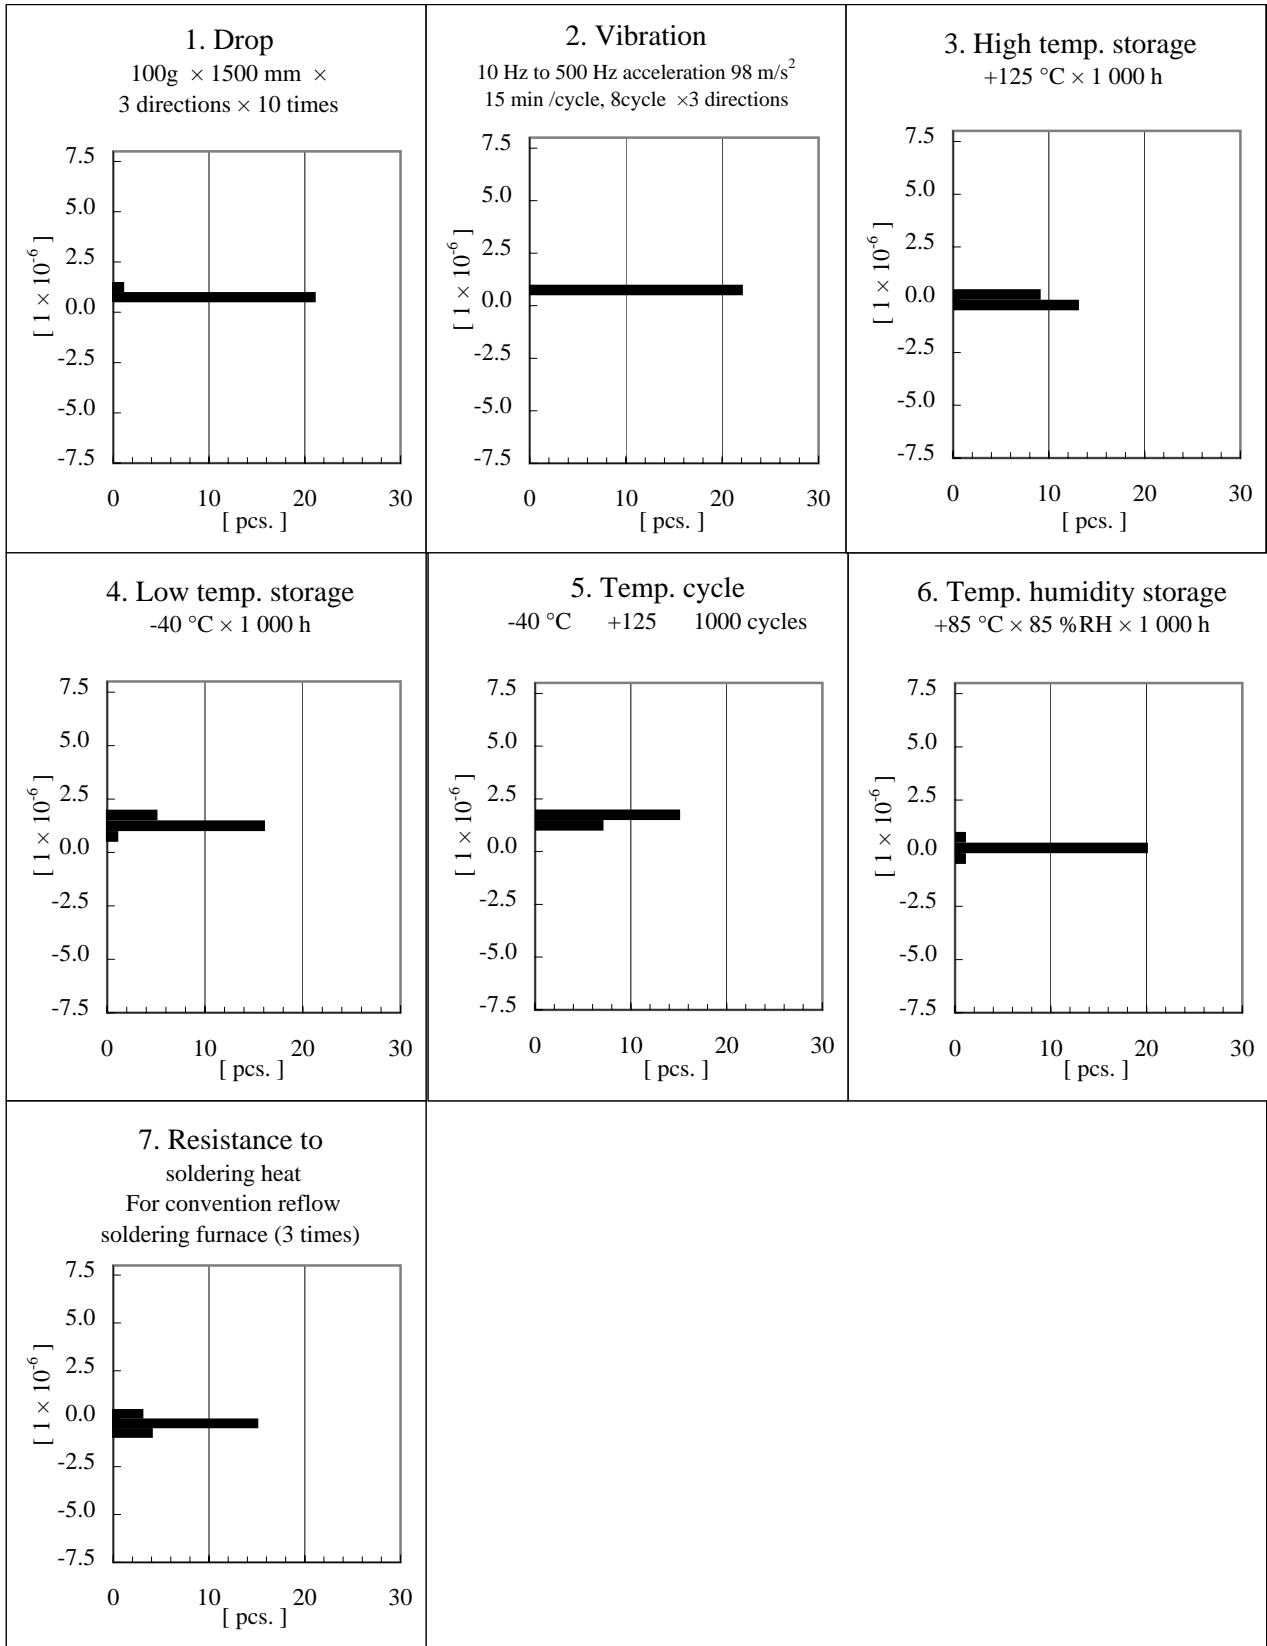 1. Drop
100g × 1500 mm ×
3 directions × 10 times
7.5
5.0
2.5
0.0
-2.5
-5.0
-7.5
[ 1 × 10⁻⁶ ]
0 10 20 30
[ pcs. ]
2. Vibration
10 Hz to 500 Hz acceleration 98 m/s²
15 min /cycle, 8cycle ×3 directions
7.5
5.0
2.5
0.0
-2.5
-5.0
-7.5
[ 1 × 10⁻⁶ ]
0 10 20 30
[ pcs. ]
3. High temp. storage
+125 °C × 1 000 h
7.5
5.0
2.5
0.0
-2.5
-5.0
-7.5
[ 1 × 10⁻⁶ ]
0 10 20 30
[ pcs. ]
4. Low temp. storage
-40 °C × 1 000 h
7.5
5.0
2.5
0.0
-2.5
-5.0
-7.5
[ 1 × 10⁻⁶ ]
0 10 20 30
[ pcs. ]
5. Temp. cycle
-40 °C +125 1000 cycles
7.5
5.0
2.5
0.0
-2.5
-5.0
-7.5
[ 1 × 10⁻⁶ ]
0 10 20 30
[ pcs. ]
6. Temp. humidity storage
+85 °C × 85 %RH × 1 000 h
7.5
5.0
2.5
0.0
-2.5
-5.0
-7.5
[ 1 × 10⁻⁶ ]
0 10 20 30
[ pcs. ]
7. Resistance to
soldering heat
For convention reflow
soldering furnace (3 times)
7.5
5.0
2.5
0.0
-2.5
-5.0
-7.5
[ 1 × 10⁻⁶ ]
0 10 20 30
[ pcs. ]